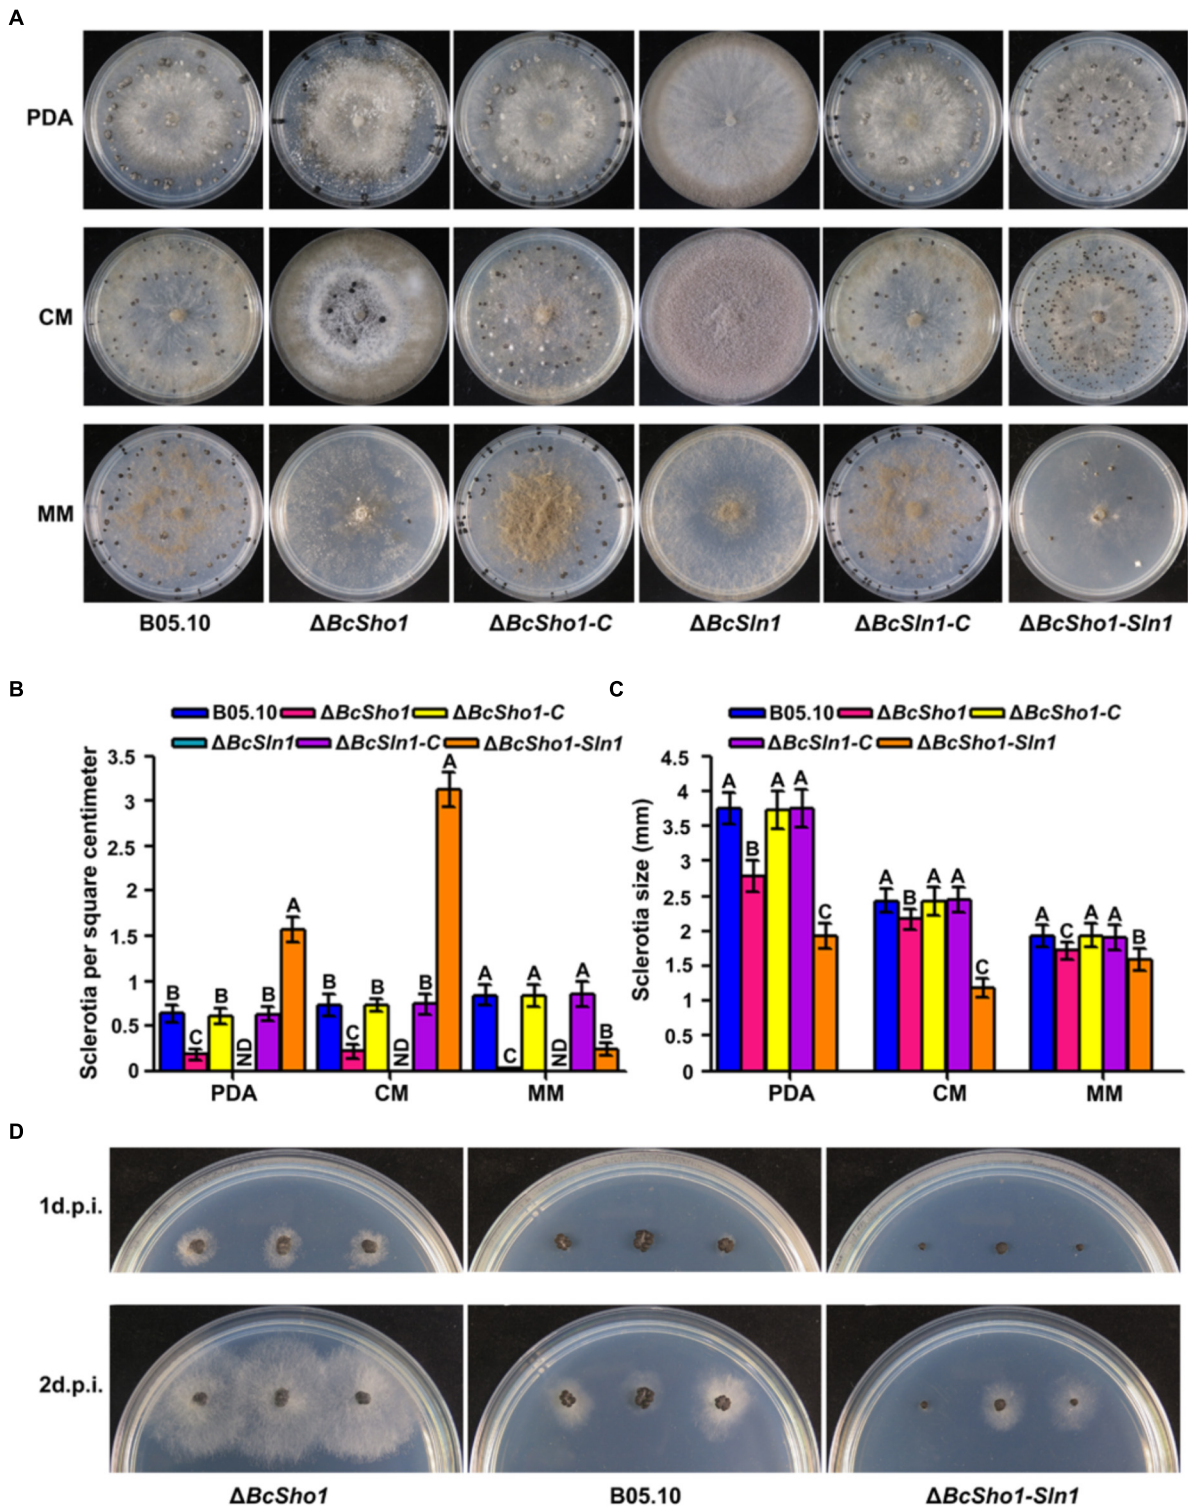 A
PDA
CM
MM
B05.10 ΔBcSho1 ΔBcSho1-C ΔBcSln1 ΔBcSln1-C ΔBcSho1-Sln1
B
B05.10 ΔBcSho1 ΔBcSho1-C
ΔBcSln1 ΔBcSln1-C ΔBcSho1-Sln1
Sclerotia per square centimeter
3.5
3
2.5
2
1.5
1
0.5
0
B C B ND B A
B C B ND B A
A C A ND A B
PDA CM MM
C
B05.10 ΔBcSho1 ΔBcSho1-C
ΔBcSln1-C ΔBcSho1-Sln1
Sclerotia size (mm)
4.5
4
3.5
3
2.5
2
1.5
1
0.5
0
A B A A C
A B A A C
A C A A B
PDA CM MM
D
1d.p.i.
2d.p.i.
ΔBcSho1 B05.10 ΔBcSho1-Sln1